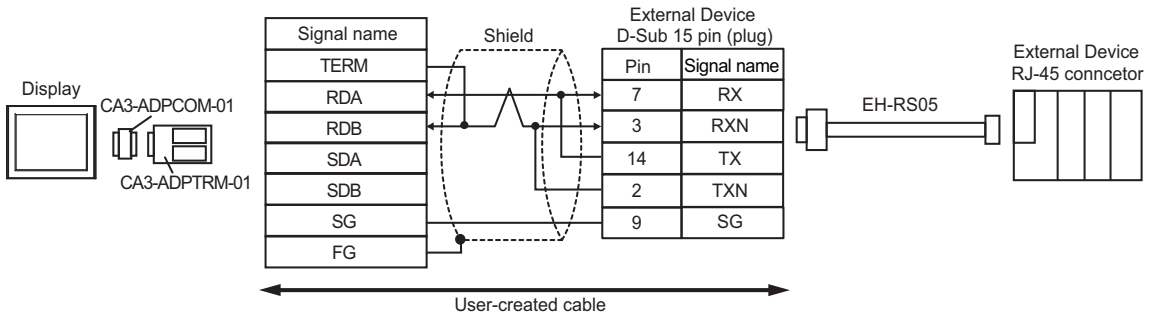 Display
CA3-ADPCOM-01
CA3-ADPTRM-01
Signal name
TERM
RDA
RDB
SDA
SDB
SG
FG
Shield
External Device
D-Sub 15 pin (plug)
Pin Signal name
7 RX
3 RXN
14 TX
2 TXN
9 SG
User-created cable
EH-RS05
External Device
RJ-45 conncetor